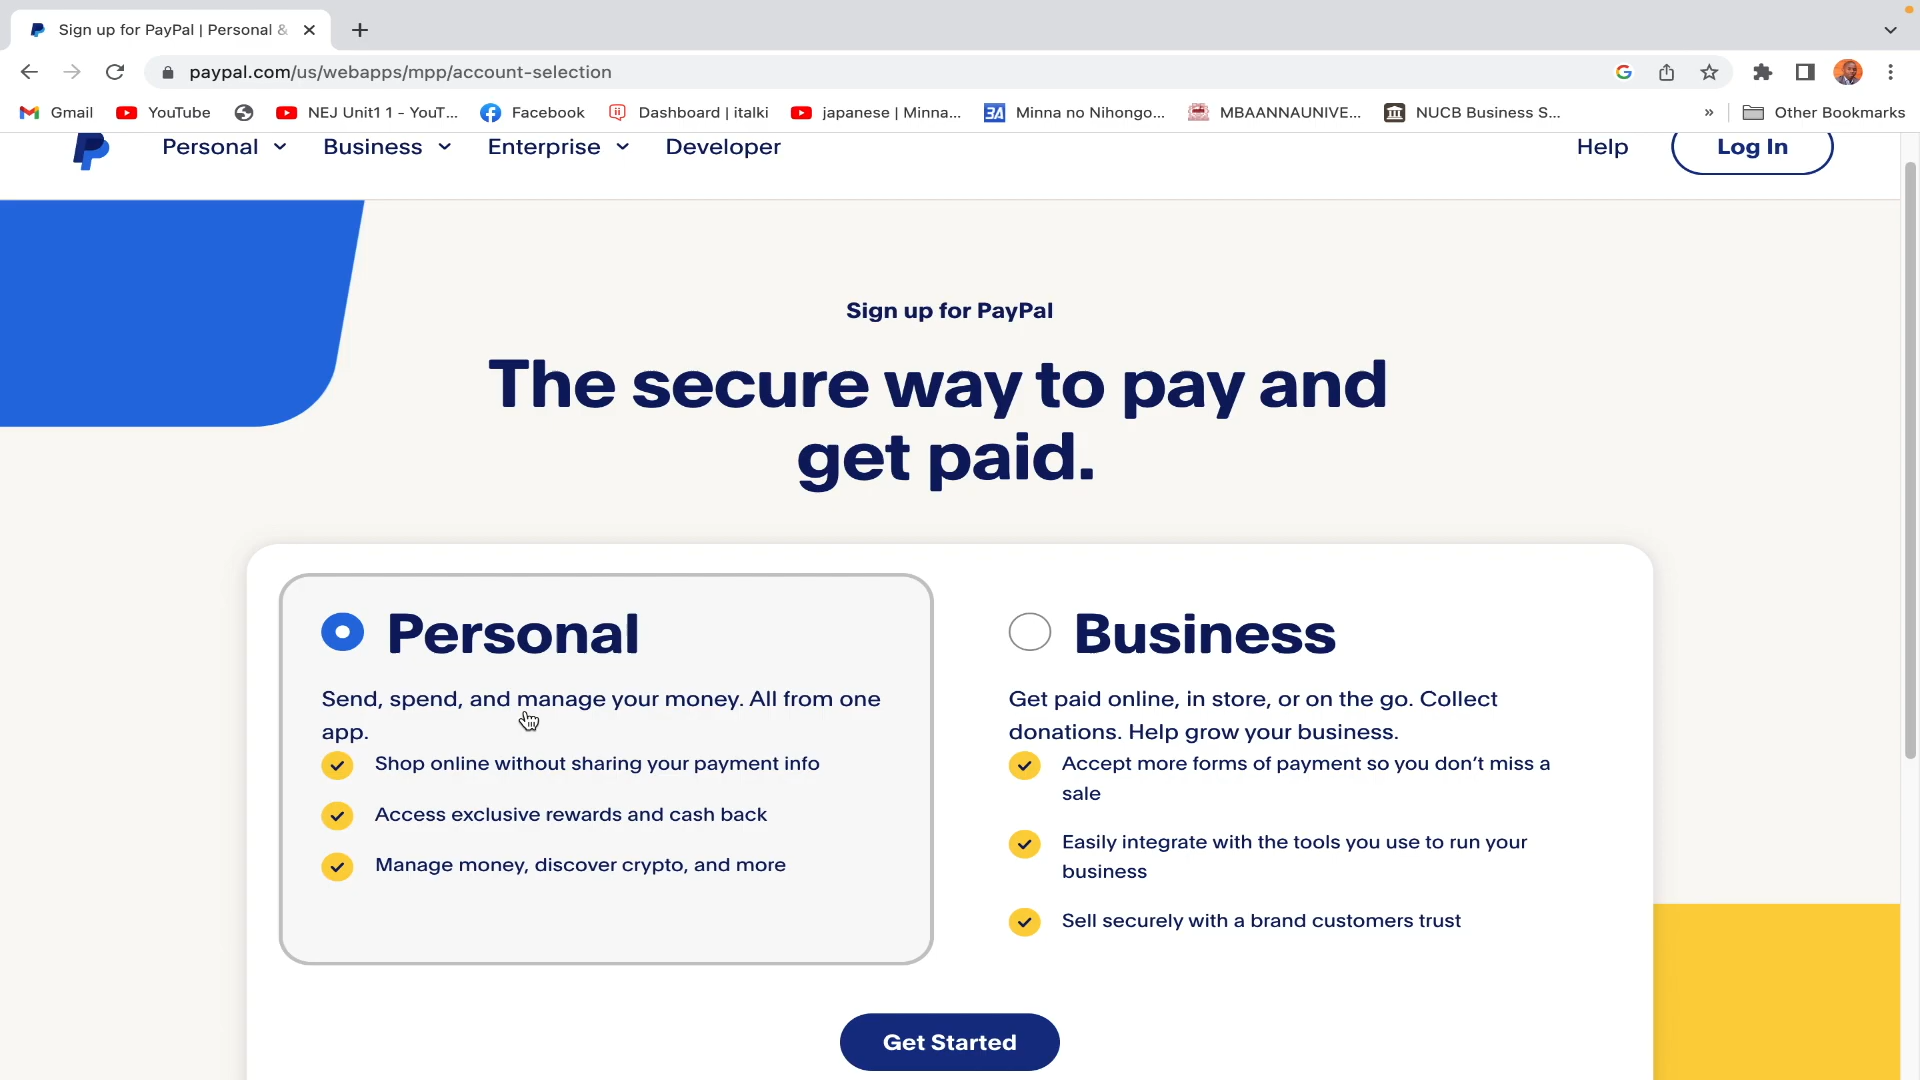 Sign up for PayPal | Personal &
paypal.com/us/webapps/mpp/account-selection
Gmail
YouTube
NEJ Unit1 1 - YouT...
Facebook
Dashboard | italki
japanese | Minna...
3A
Minna no Nihongo...
MBAANNAUNIVE...
NUCB Business S...
»
Other Bookmarks
Personal
Business
Enterprise
Developer
Help
Log In
Sign up for PayPal
The secure way to pay and
get paid.
Personal
Send, spend, and manage your money. All from one
app.
Shop online without sharing your payment info
Access exclusive rewards and cash back
Manage money, discover crypto, and more
Business
Get paid online, in store, or on the go. Collect
donations. Help grow your business.
Accept more forms of payment so you don’t miss a
sale
Easily integrate with the tools you use to run your
business
Sell securely with a brand customers trust
Get Started